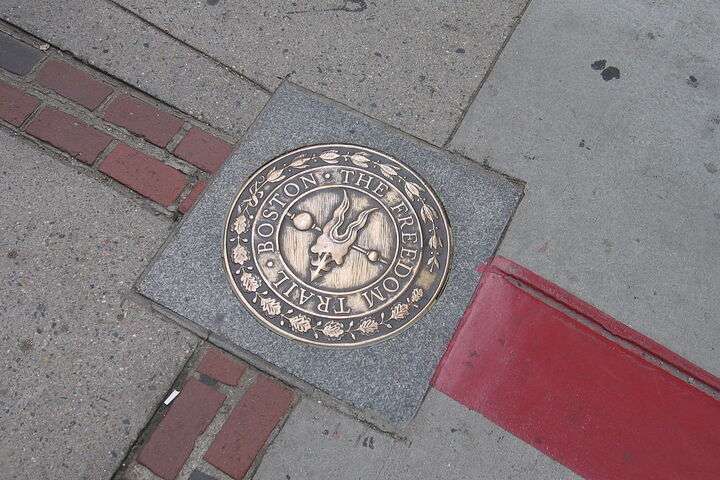 BOSTON · THE FREEDOM TRAIL ·